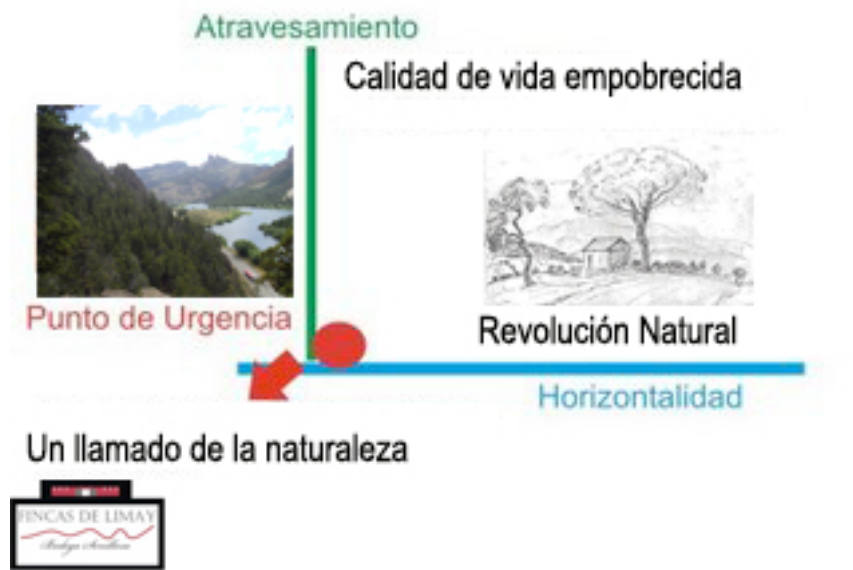 Atravesamiento
Calidad de vida empobrecida
Punto de Urgencia
Revolución Natural
Horizontalidad
Un llamado de la naturaleza
FINCAS DE LIMAY
Bodega